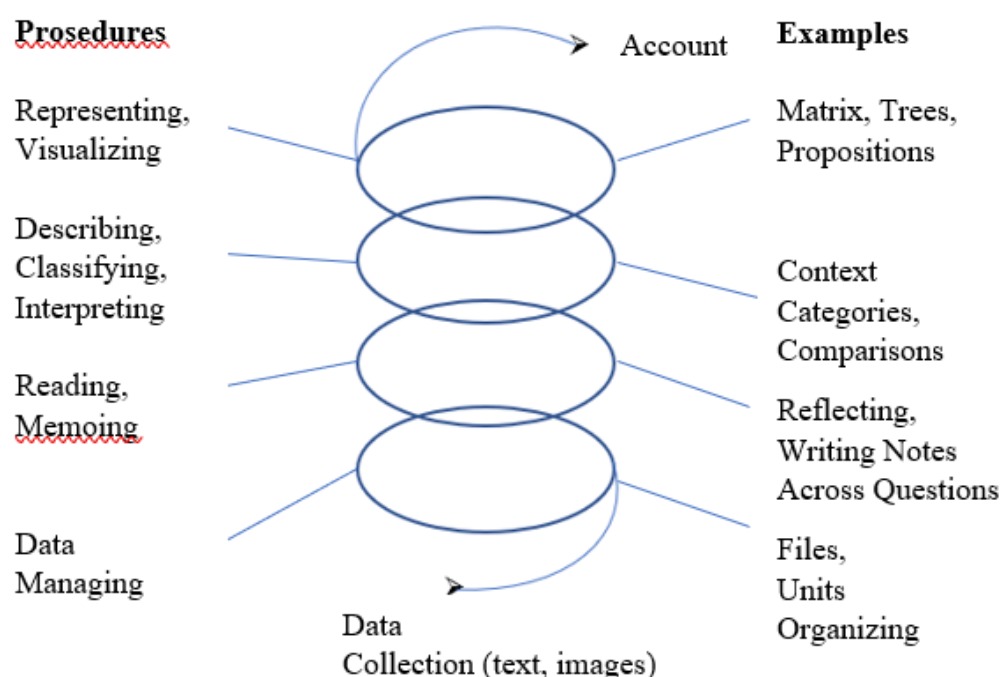 Prosedures
Representing,
Visualizing
Describing,
Classifying,
Interpreting
Reading,
Memoing
Data
Managing
Account
Data
Collection (text, images)
Examples
Matrix, Trees,
Propositions
Context
Categories,
Comparisons
Reflecting,
Writing Notes
Across Questions
Files,
Units
Organizing